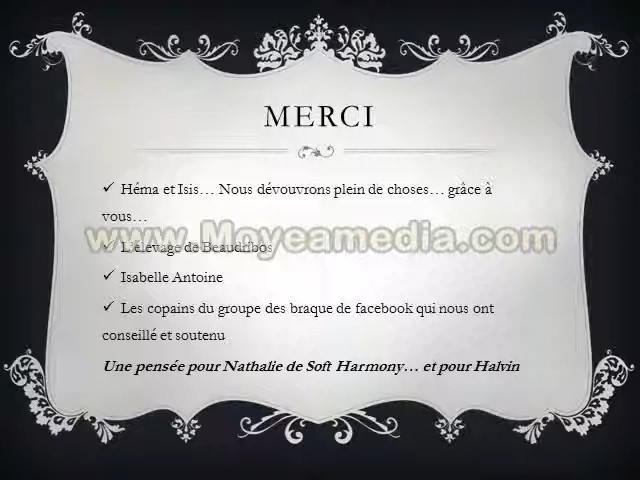 MERCI
✓ Héma et Isis… Nous dévouvrons plein de choses… grâce à
vous…
www.Moyeamedia.com
✓ L'élevage de Beaudribos
✓ Isabelle Antoine
✓ Les copains du groupe des braque de facebook qui nous ont
conseillé et soutenu
Une pensée pour Nathalie de Soft Harmony… et pour Halvin